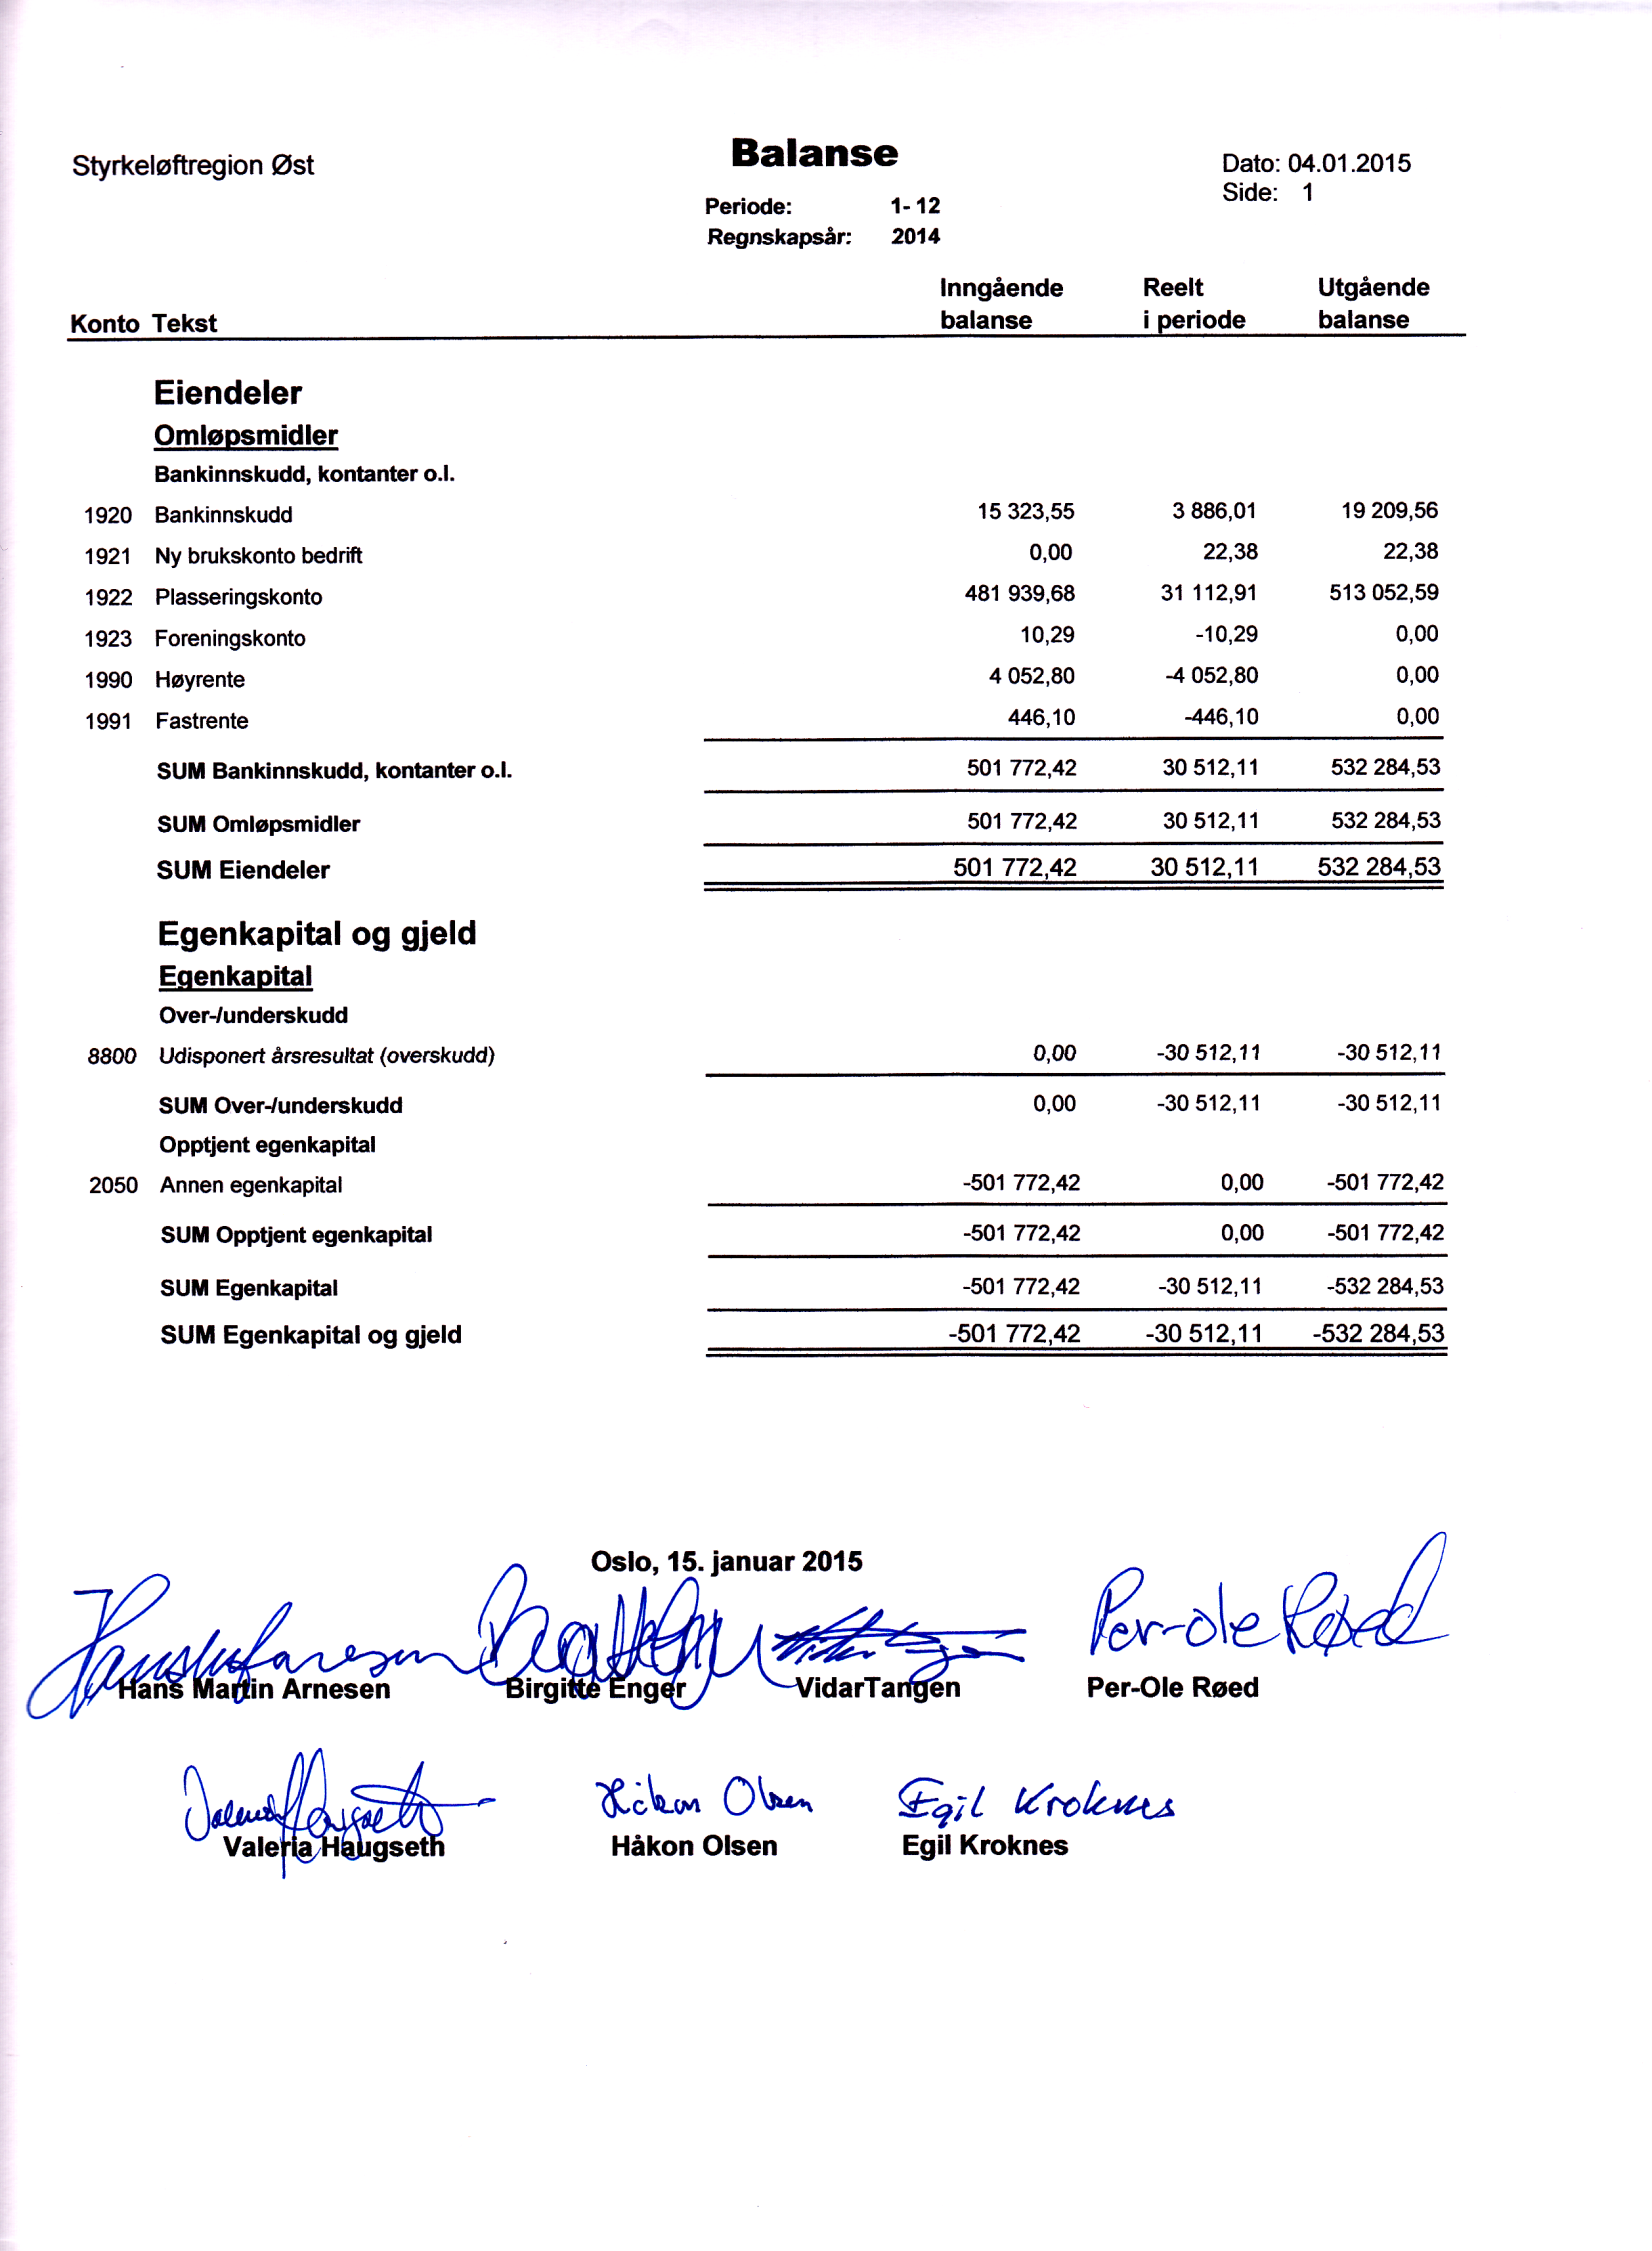 Styrkeløftregion Øst
Balanse
Dato: 04.01.2015
Side: 1
Periode: 1- 12
Regnskapsår: 2014
Inngående Reelt Utgående
Konto Tekst balanse i periode balanse
Eiendeler
Omløpsmidler
Bankinnskudd, kontanter o.l.
1920 Bankinnskudd 15 323,55 3 886,01 19 209,56
1921 Ny brukskonto bedrift 0,00 22,38 22,38
1922 Plasseringskonto 481 939,68 31 112,91 513 052,59
1923 Foreningskonto 10,29 -10,29 0,00
1990 Høyrente 4 052,80 -4 052,80 0,00
1991 Fastrente 446,10 -446,10 0,00
SUM Bankinnskudd, kontanter o.l. 501 772,42 30 512,11 532 284,53
SUM Omløpsmidler 501 772,42 30 512,11 532 284,53
SUM Eiendeler 501 772,42 30 512,11 532 284,53
Egenkapital og gjeld
Egenkapital
Over-/underskudd
8800 Udisponert årsresultat (overskudd) 0,00 -30 512,11 -30 512,11
SUM Over-/underskudd 0,00 -30 512,11 -30 512,11
Opptjent egenkapital
2050 Annen egenkapital -501 772,42 0,00 -501 772,42
SUM Opptjent egenkapital -501 772,42 0,00 -501 772,42
SUM Egenkapital -501 772,42 -30 512,11 -532 284,53
SUM Egenkapital og gjeld -501 772,42 -30 512,11 -532 284,53
Oslo, 15. januar 2015
Per-Ole Røed
Hans Martin Arnesen Birgitte Enger VidarTangen Per-Ole Røed
Håkon Olsen Egil Kroknes
Valeria Haugseth Håkon Olsen Egil Kroknes